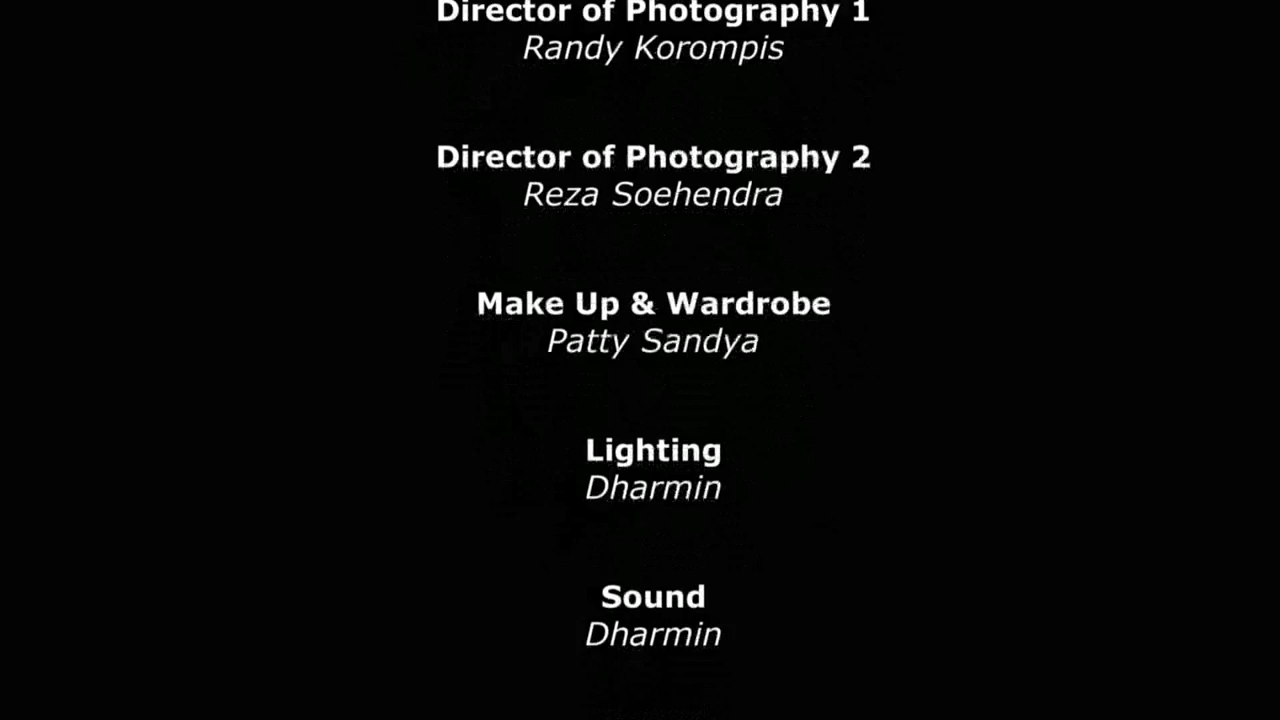 Director of Photography 1
Randy Korompis
Director of Photography 2
Reza Soehendra
Make Up & Wardrobe
Patty Sandya
Lighting
Dharmin
Sound
Dharmin